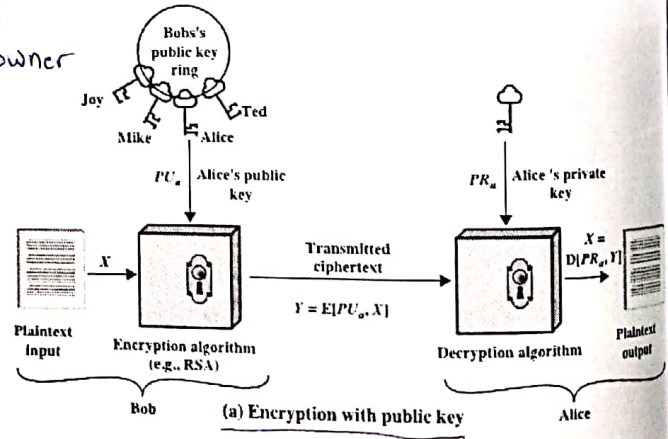 owner
Bobs's
public key
ring
Joy
Mike
Alice
Ted
PUa
Alice's public
key
PRa
Alice 's private
key
X
Transmitted
ciphertext
Y = E[PUa, X]
X =
D[PRa, Y]
Plaintext
input
Encryption algorithm
(e.g., RSA)
Decryption algorithm
Plaintext
output
Bob
(a) Encryption with public key
Alice